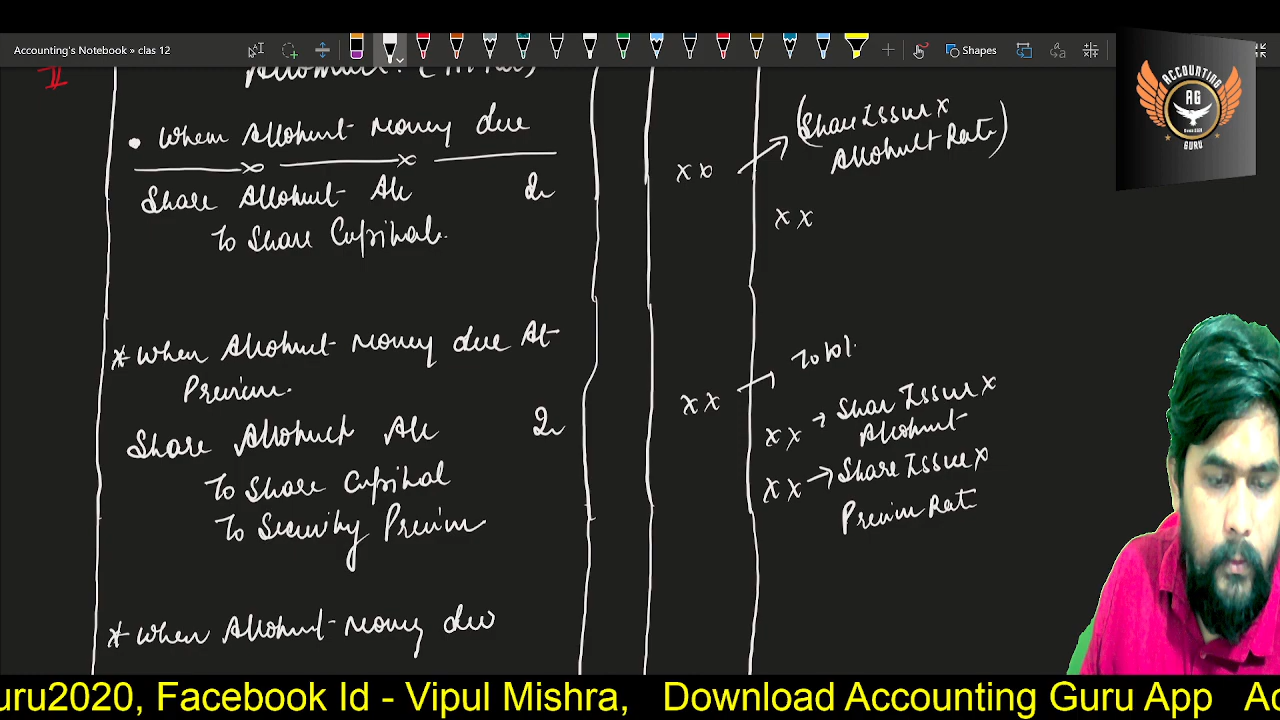 Accounting's Notebook » clas 12
Shapes
ACCOUNTING
AG
GURU
II
• When Allotment money due
Share Allotment A/c Dr
To Share Capital.
xx → (Share Issue x
Allotment Rate)
xx
* When Allotment money due At
Premium.
Share Allotment A/c Dr
To Share Capital
To Security Premium
xx → Total.
xx → Share Issue x
Allotment
xx → Share Issue x
Premium Rate
* When Allotment money due
uru2020, Facebook Id - Vipul Mishra, Download Accounting Guru App Ac